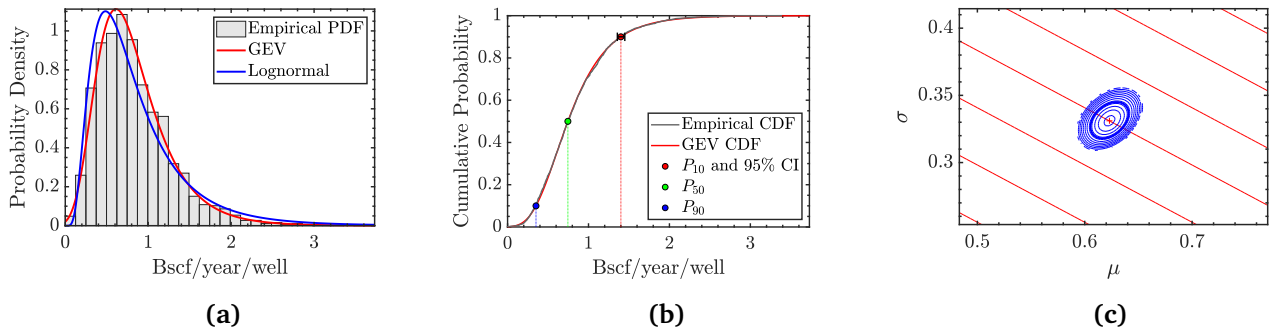 1
0.8
0.6
0.4
0.2
0
0 1 2 3
Probability Density
Bscf/year/well
Empirical PDF
GEV
Lognormal
(a)
1
0.8
0.6
0.4
0.2
0
0 1 2 3
Cumulative Probability
Bscf/year/well
Empirical CDF
GEV CDF
P10 and 95% CI
P50
P90
(b)
0.4
0.35
0.3
0.5 0.6 0.7
σ
μ
(c)